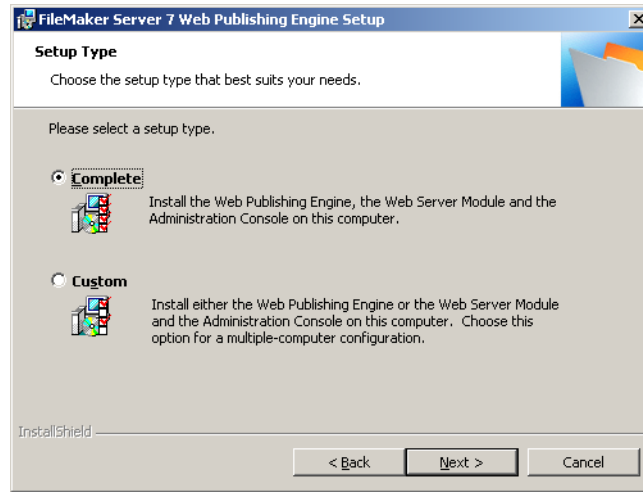 FileMaker Server 7 Web Publishing Engine Setup
Setup Type
Choose the setup type that best suits your needs.
Please select a setup type.
Complete
Install the Web Publishing Engine, the Web Server Module and the
Administration Console on this computer.
Custom
Install either the Web Publishing Engine or the Web Server Module
and the Administration Console on this computer.  Choose this
option for a multiple-computer configuration.
InstallShield
< Back
Next >
Cancel